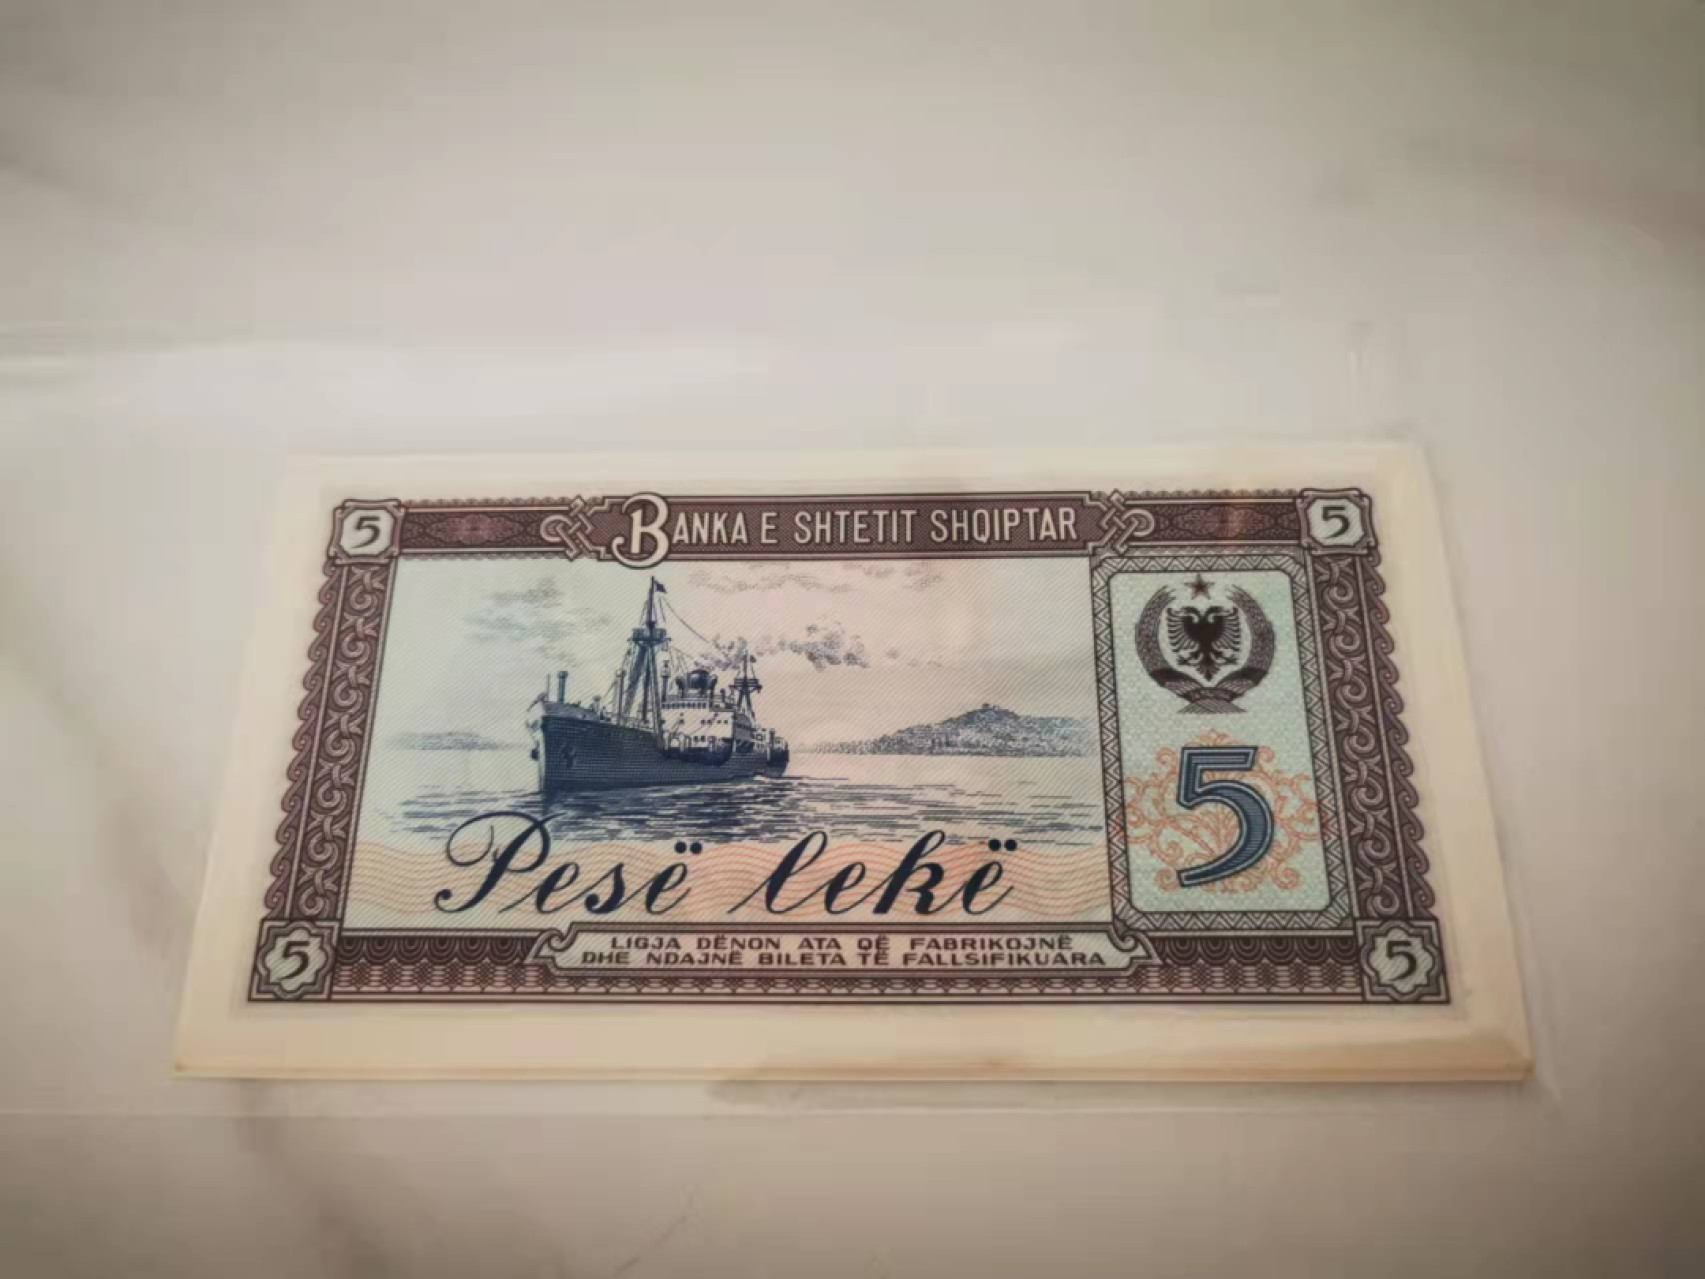 5 BANKA E SHTETIT SHQIPTAR 5
5
Pesë lekë
5 LIGJA DËNON ATA QË FABRIKOJNË 5
DHE NDAJNË BILETA TË FALLSIFIKUARA